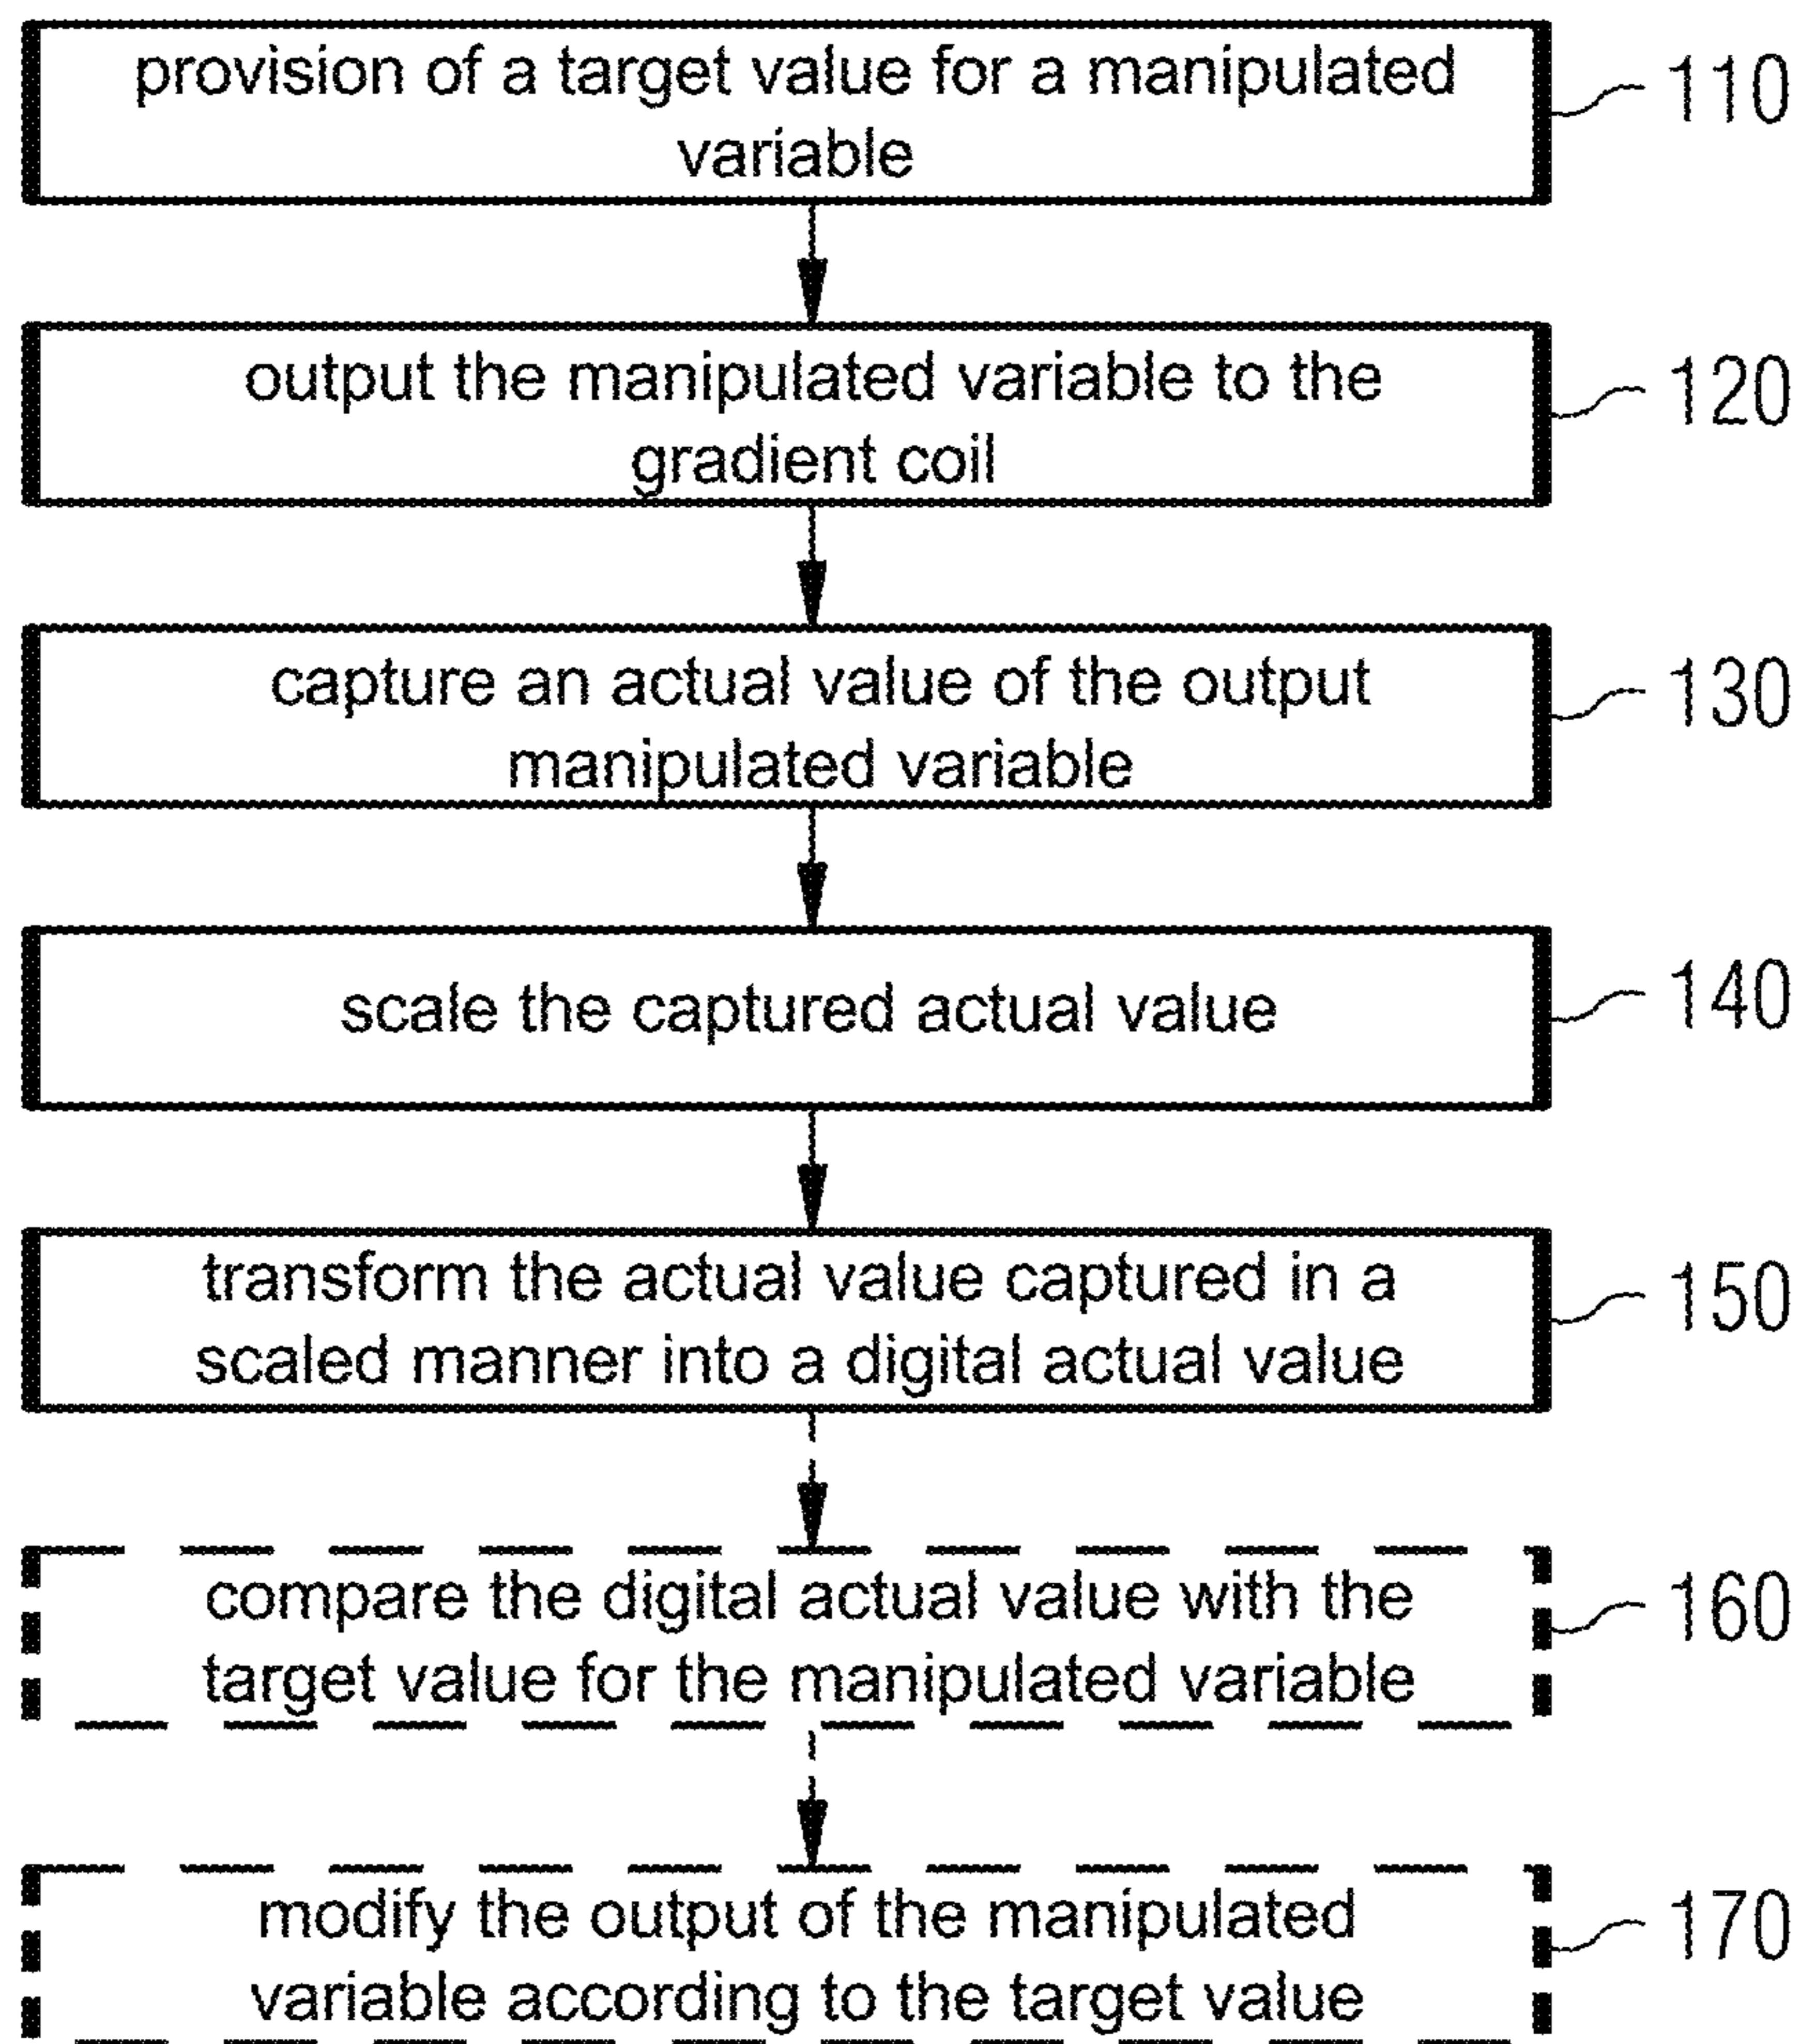 provision of a target value for a manipulated
variable
110
output the manipulated variable to the
gradient coil
120
capture an actual value of the output
manipulated variable
130
scale the captured actual value
140
transform the actual value captured in a
scaled manner into a digital actual value
150
compare the digital actual value with the
target value for the manipulated variable
160
modify the output of the manipulated
variable according to the target value
170